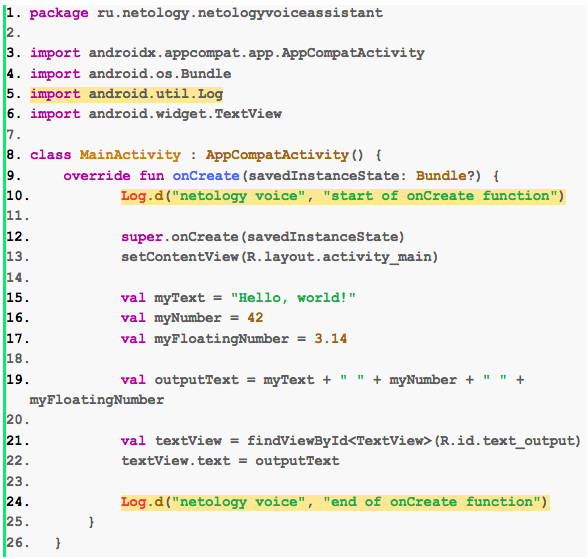 1. package ru.netology.netologyvoiceassistant
2.
3. import androidx.appcompat.app.AppCompatActivity
4. import android.os.Bundle
5. import android.util.Log
6. import android.widget.TextView
7.
8. class MainActivity : AppCompatActivity() {
9.     override fun onCreate(savedInstanceState: Bundle?) {
10.            Log.d("netology voice", "start of onCreate function")
11.
12.            super.onCreate(savedInstanceState)
13.            setContentView(R.layout.activity_main)
14.
15.            val myText = "Hello, world!"
16.            val myNumber = 42
17.            val myFloatingNumber = 3.14
18.
19.            val outputText = myText + " " + myNumber + " " +
myFloatingNumber
20.
21.            val textView = findViewById<TextView>(R.id.text_output)
22.            textView.text = outputText
23.
24.            Log.d("netology voice", "end of onCreate function")
25.        }
26.    }